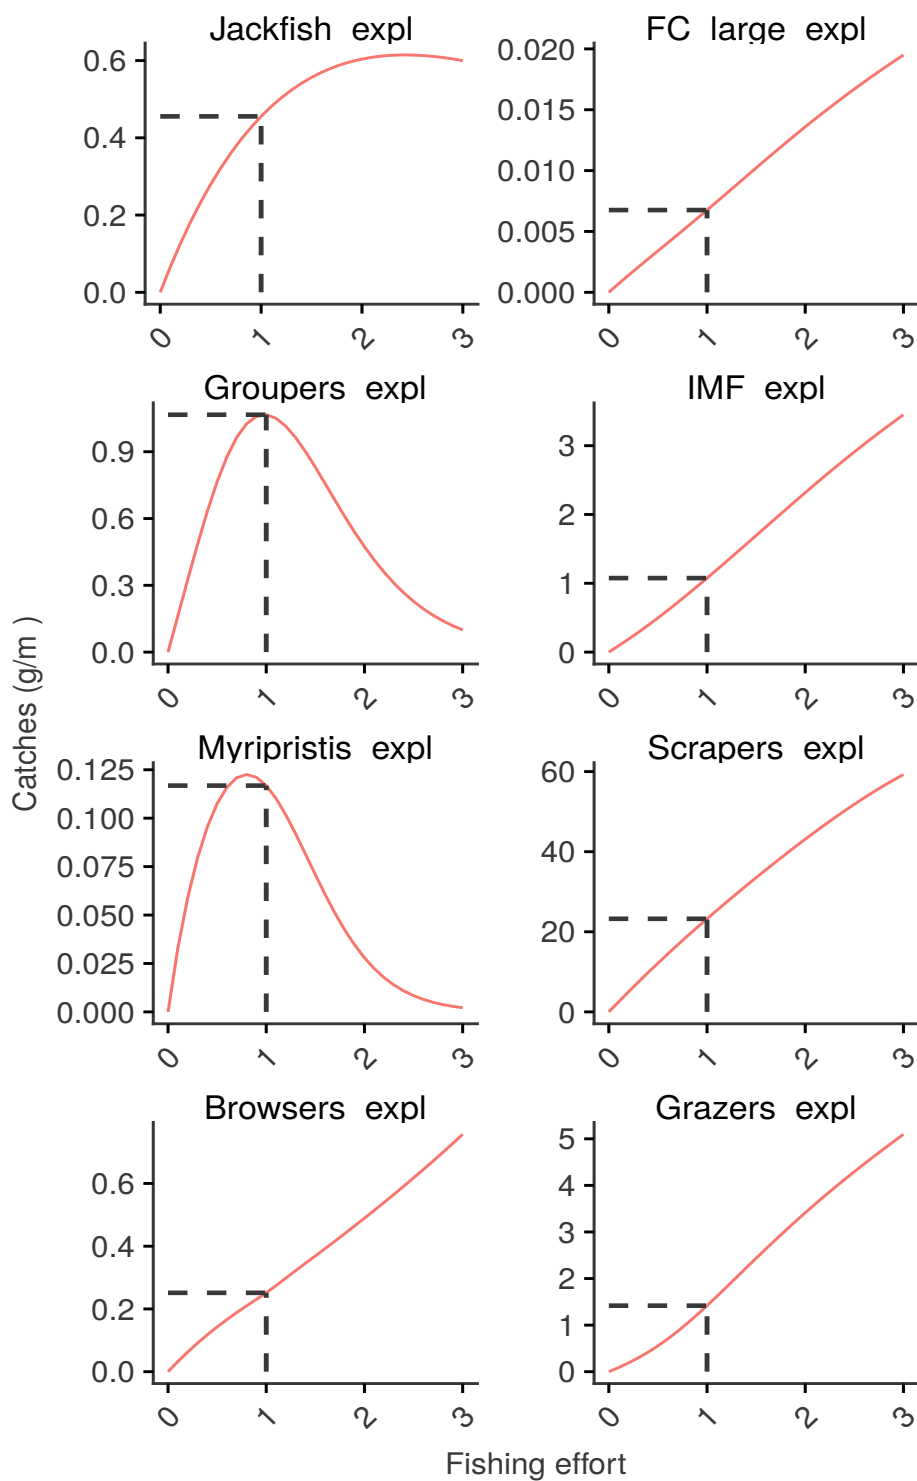 Jackfish expl
0.6
0.4
0.2
0.0
0 1 2 3
FC large expl
0.020
0.015
0.010
0.005
0.000
0 1 2 3
Groupers expl
0.9
0.6
0.3
0.0
0 1 2 3
IMF expl
3
2
1
0
0 1 2 3
Myripristis expl
0.125
0.100
0.075
0.050
0.025
0.000
0 1 2 3
Scrapers expl
60
40
20
0
0 1 2 3
Browsers expl
0.6
0.4
0.2
0.0
0 1 2 3
Grazers expl
5
4
3
2
1
0
0 1 2 3
Catches (g/m )
Fishing effort